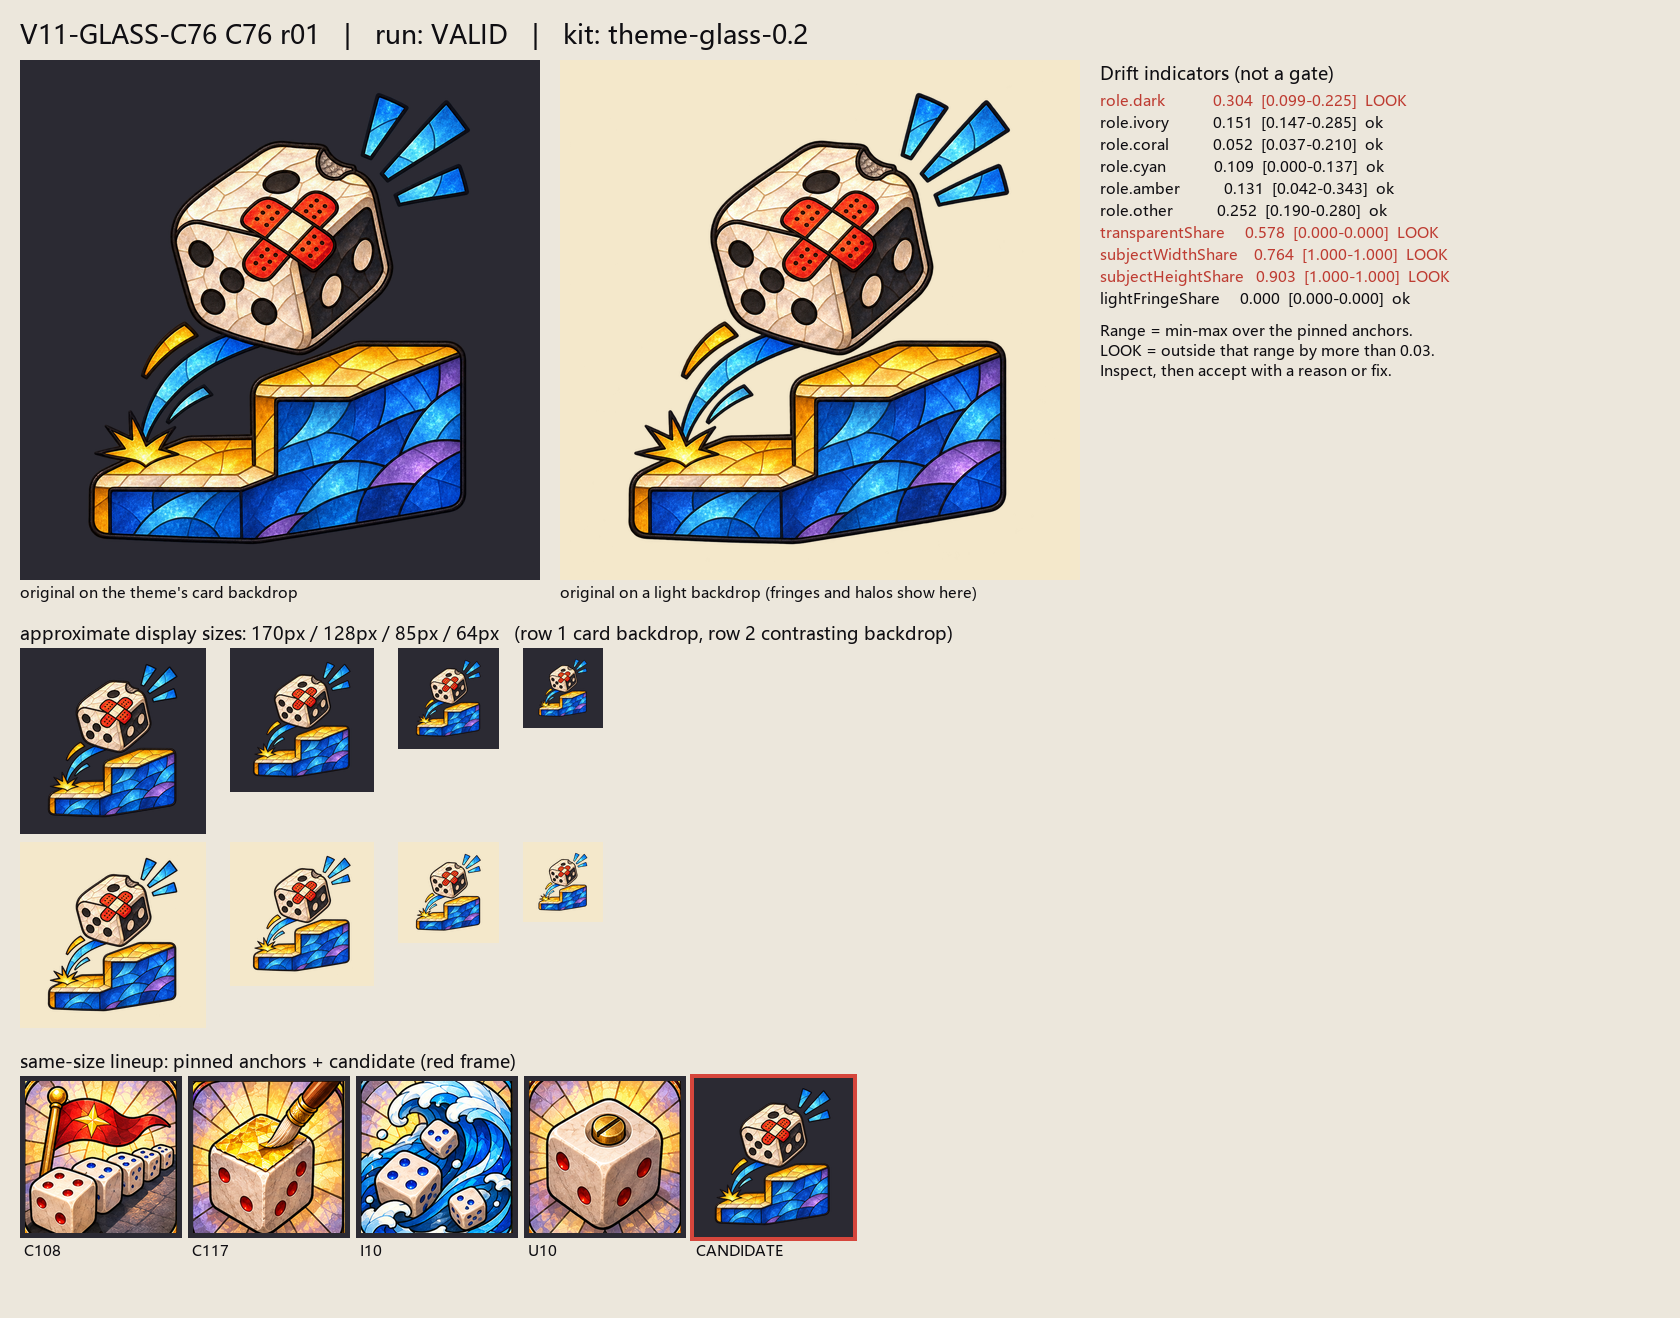 V11-GLASS-C76 C76 r01 | run: VALID | kit: theme-glass-0.2
Drift indicators (not a gate)
role.dark 0.304 [0.099-0.225] LOOK
role.ivory 0.151 [0.147-0.285] ok
role.coral 0.052 [0.037-0.210] ok
role.cyan 0.109 [0.000-0.137] ok
role.amber 0.131 [0.042-0.343] ok
role.other 0.252 [0.190-0.280] ok
transparentShare 0.578 [0.000-0.000] LOOK
subjectWidthShare 0.764 [1.000-1.000] LOOK
subjectHeightShare 0.903 [1.000-1.000] LOOK
lightFringeShare 0.000 [0.000-0.000] ok
Range = min-max over the pinned anchors.
LOOK = outside that range by more than 0.03.
Inspect, then accept with a reason or fix.
original on the theme's card backdrop
original on a light backdrop (fringes and halos show here)
approximate display sizes: 170px / 128px / 85px / 64px (row 1 card backdrop, row 2 contrasting backdrop)
same-size lineup: pinned anchors + candidate (red frame)
C108
C117
I10
U10
CANDIDATE